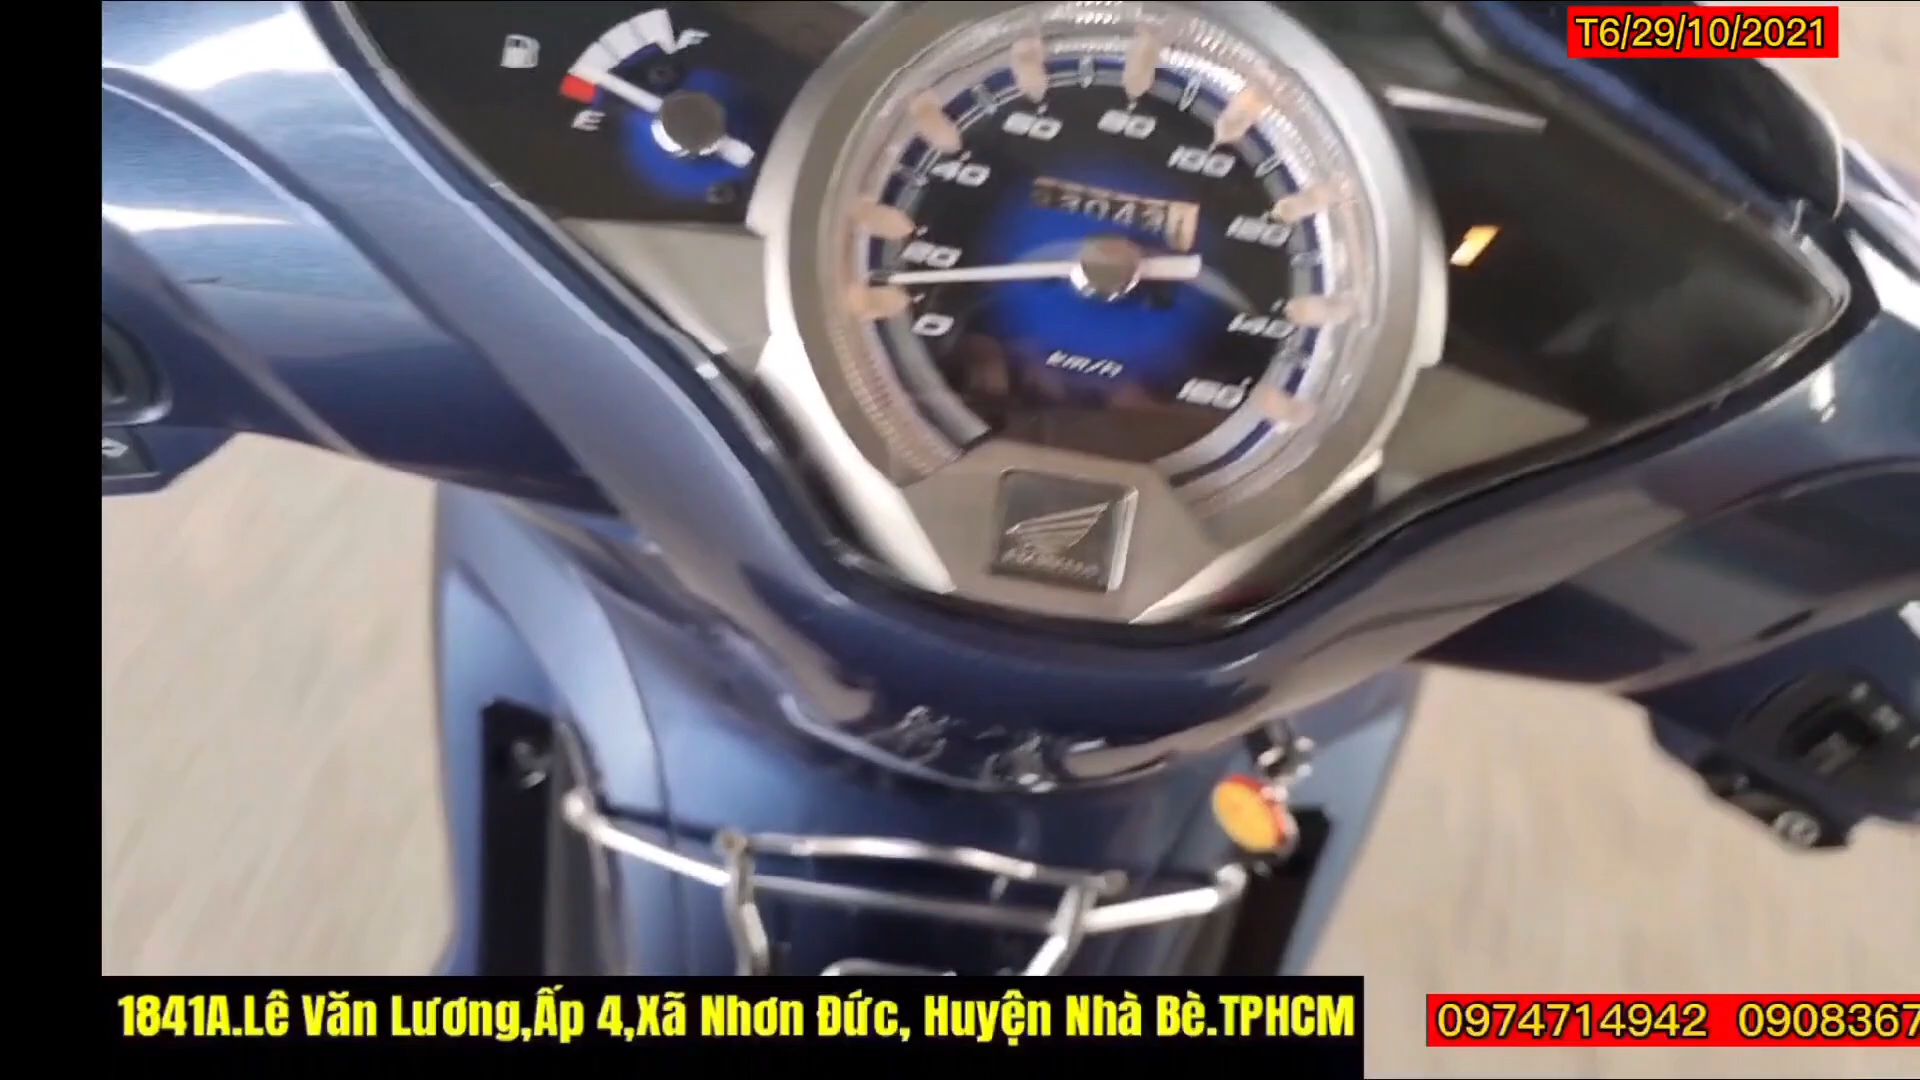 T6/29/10/2021
F
E
0
20
40
60
80
100
120
140
160
km/h
1841A.Lê Văn Lương,Ấp 4,Xã Nhơn Đức, Huyện Nhà Bè.TPHCM
0974714942 0908367